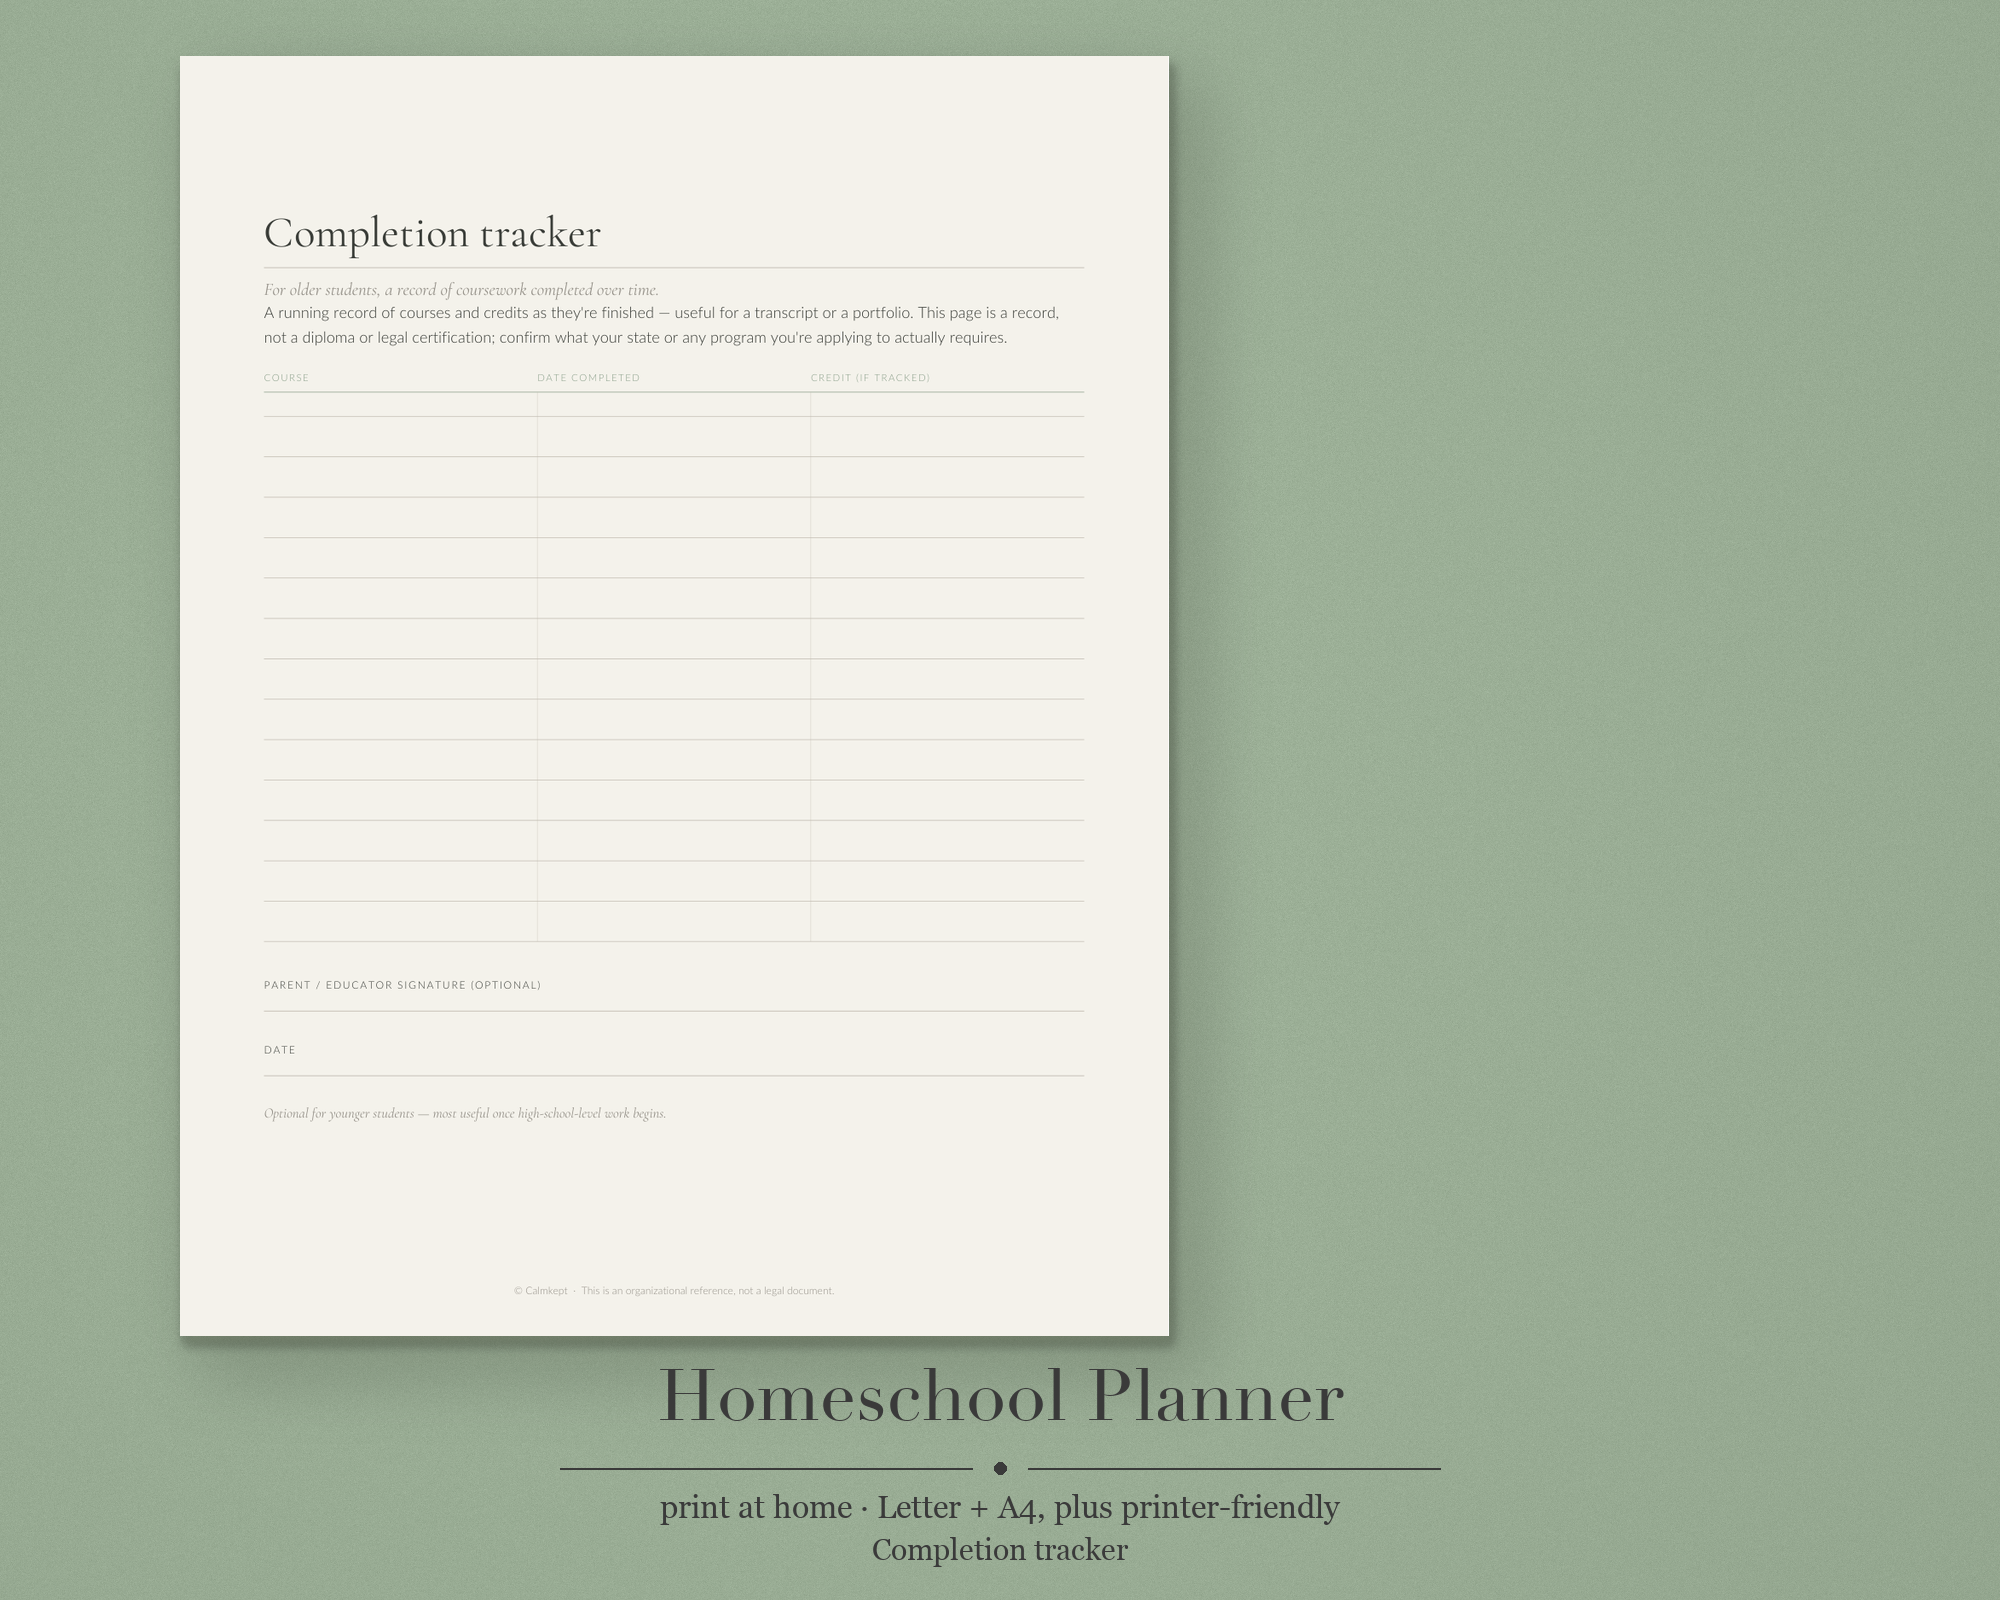 Completion tracker
For older students, a record of coursework completed over time.
A running record of courses and credits as they're finished — useful for a transcript or a portfolio. This page is a record,
not a diploma or legal certification; confirm what your state or any program you're applying to actually requires.
COURSE DATE COMPLETED CREDIT (IF TRACKED)
PARENT / EDUCATOR SIGNATURE (OPTIONAL)
DATE
Optional for younger students — most useful once high-school-level work begins.
© Calmkept · This is an organizational reference, not a legal document.
Homeschool Planner
print at home · Letter + A4, plus printer-friendly
Completion tracker